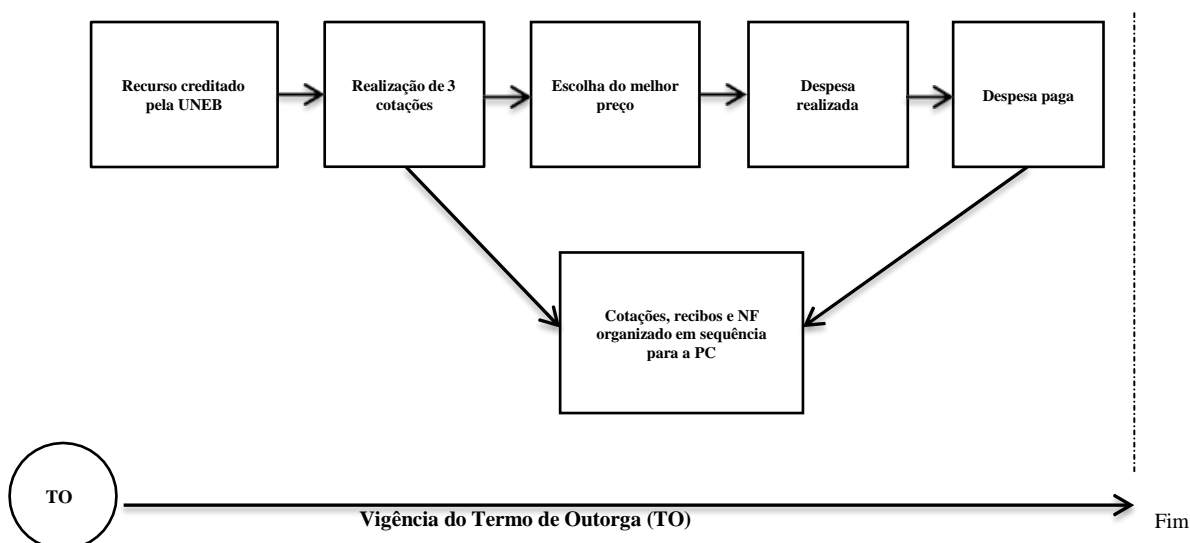 Recurso creditado
pela UNEB
Realização de 3
cotações
Escolha do melhor
preço
Despesa
realizada
Despesa paga
Cotações, recibos e NF
organizado em sequência
para a PC
TO
Vigência do Termo de Outorga (TO)
Fim